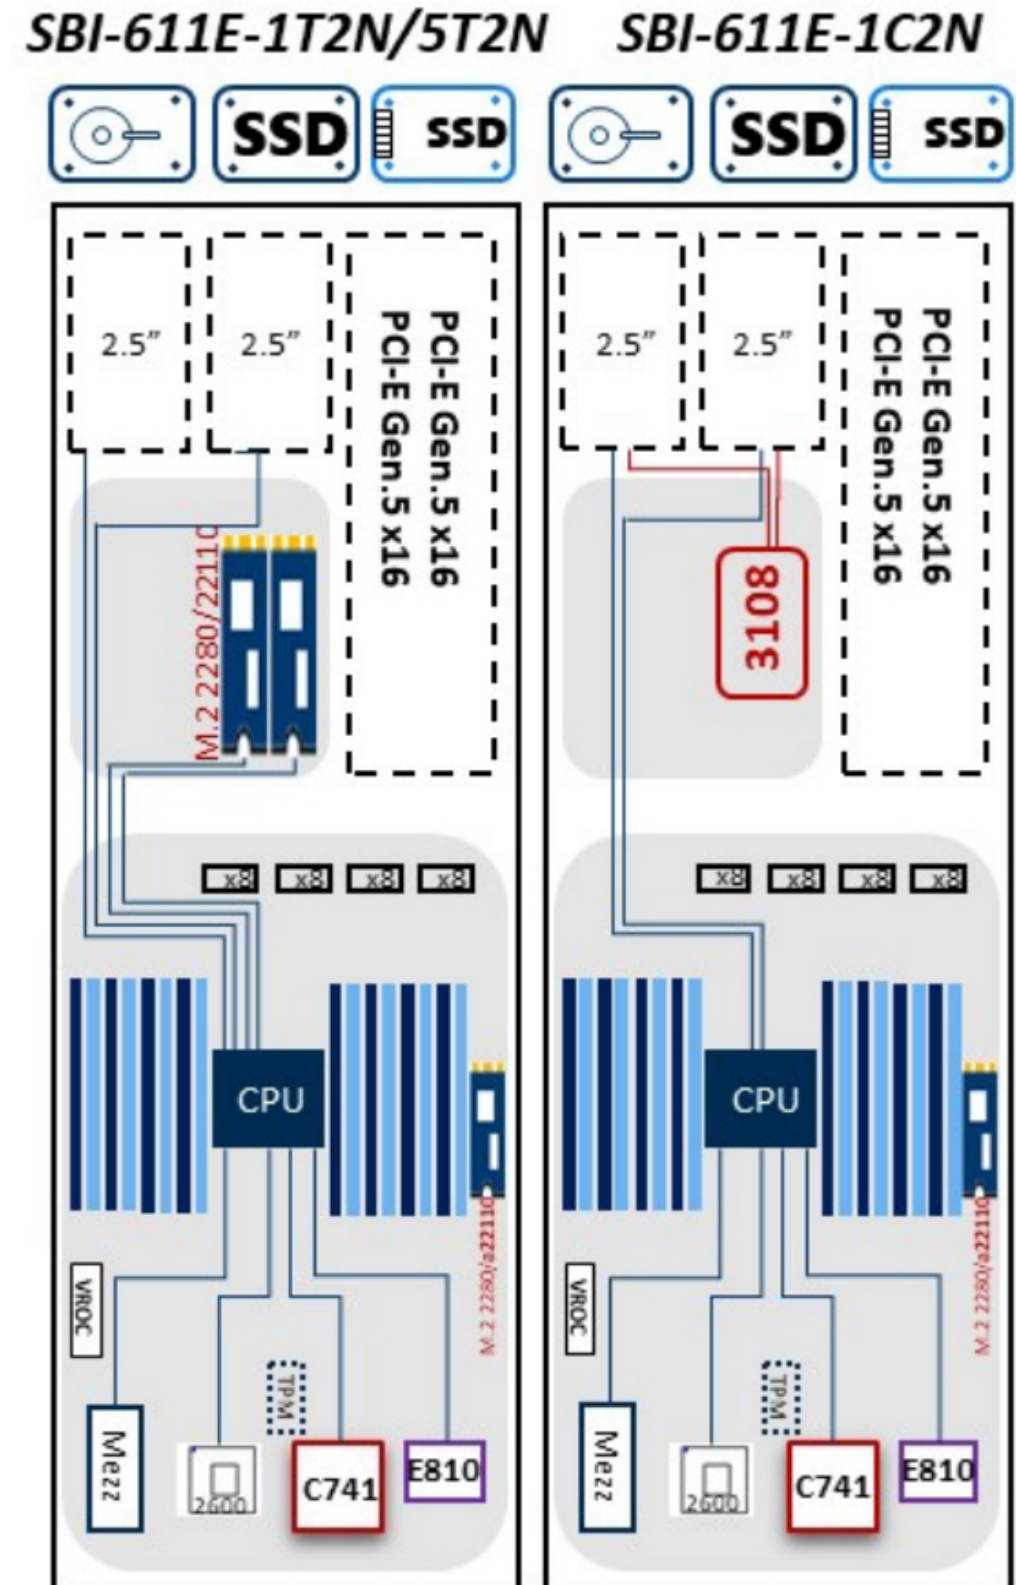 SBI-611E-1T2N/5T2N
SBI-611E-1C2N
SSD
SSD
SSD
SSD
2.5”
2.5”
PCI-E Gen.5 x16
PCI-E Gen.5 x16
2.5”
2.5”
PCI-E Gen.5 x16
PCI-E Gen.5 x16
M.2 2280/22110
3108
x8
x8
x8
x8
x8
x8
x8
x8
CPU
CPU
M.2 2280/a22110
M.2 2280/a22110
VROC
VROC
TPM
TPM
Mezz
2600
C741
E810
Mezz
2600
C741
E810